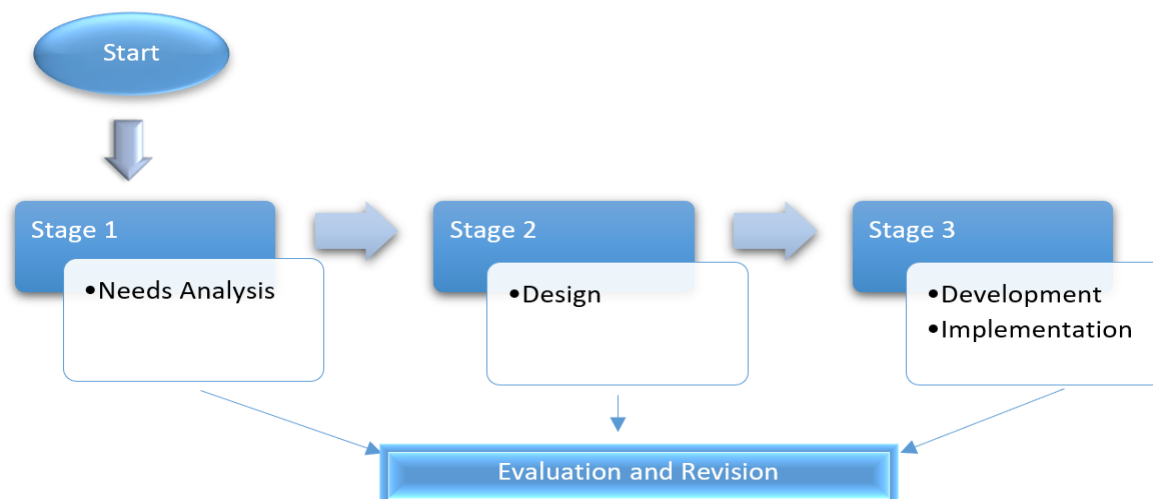 Start
Stage 1
•Needs Analysis
Stage 2
•Design
Stage 3
•Development
•Implementation
Evaluation and Revision